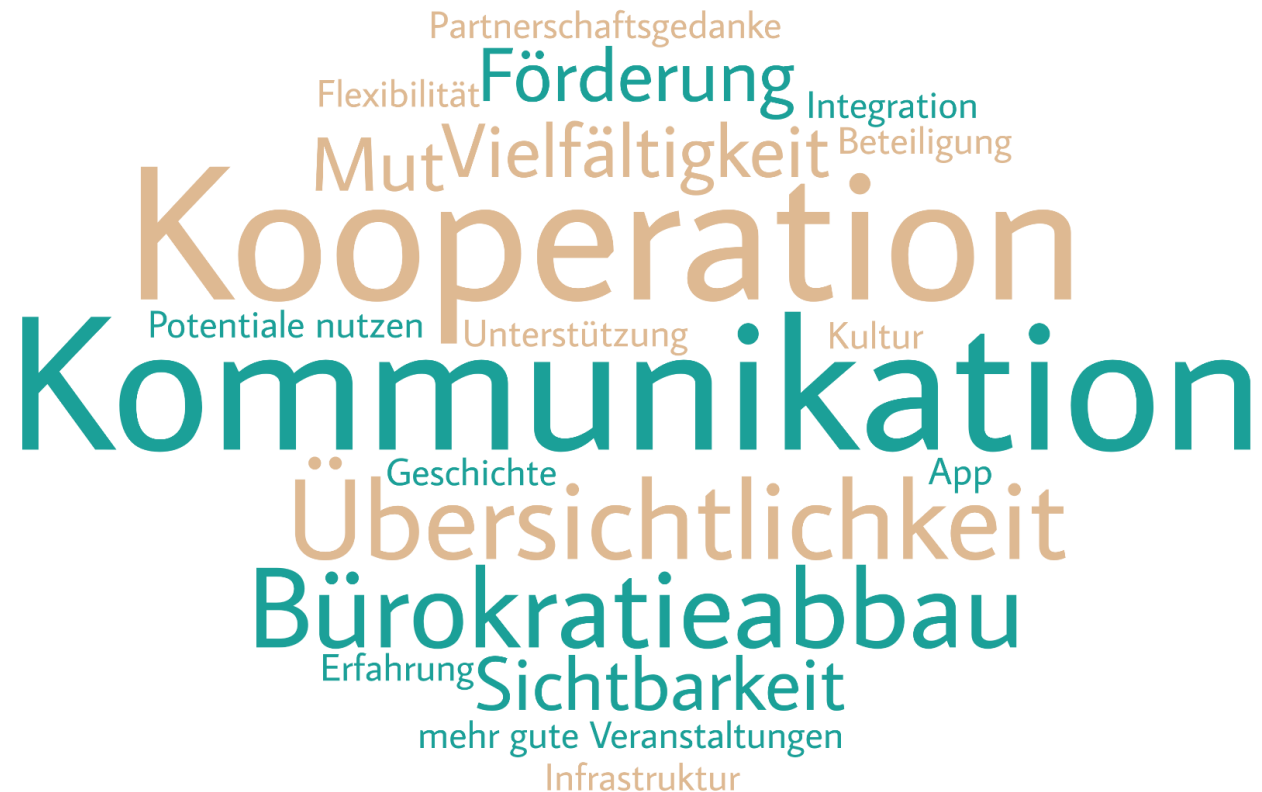 Partnerschaftsgedanke
Förderung
Flexibilität
Integration
Mut
Vielfältigkeit
Beteiligung
Kooperation
Potentiale nutzen
Unterstützung
Kultur
Kommunikation
Geschichte
App
Übersichtlichkeit
Bürokratieabbau
Erfahrung
Sichtbarkeit
mehr gute Veranstaltungen
Infrastruktur